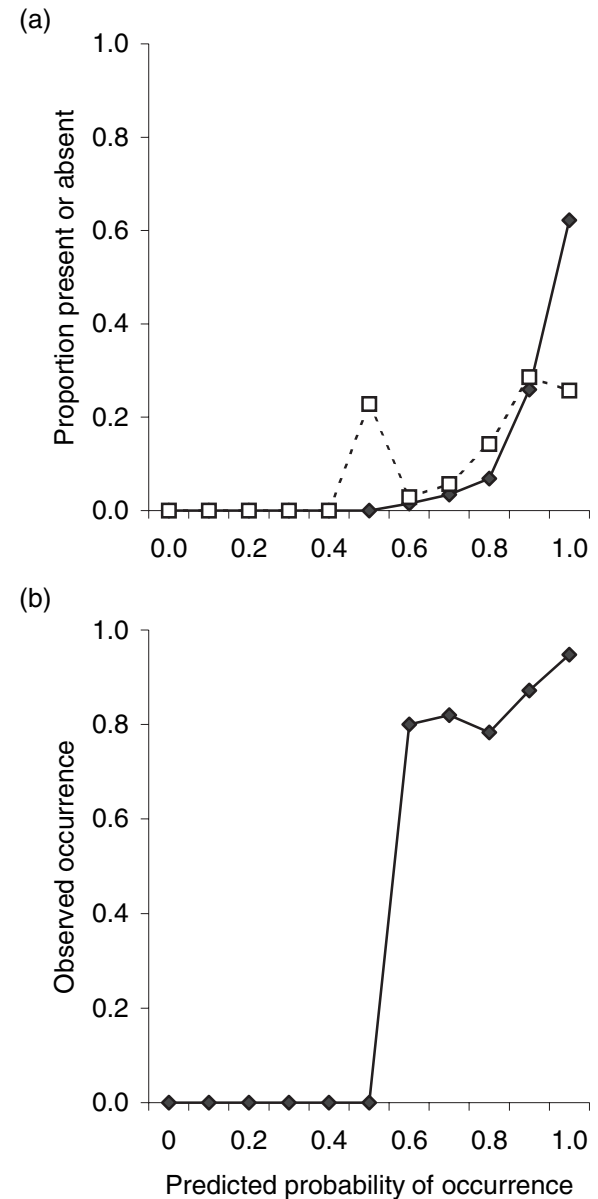 (a)
1.0
0.8
0.6
0.4
0.2
0.0
Proportion present or absent
0.0 0.2 0.4 0.6 0.8 1.0
(b)
1.0
0.8
0.6
0.4
0.2
0.0
Observed occurrence
0 0.2 0.4 0.6 0.8 1.0
Predicted probability of occurrence